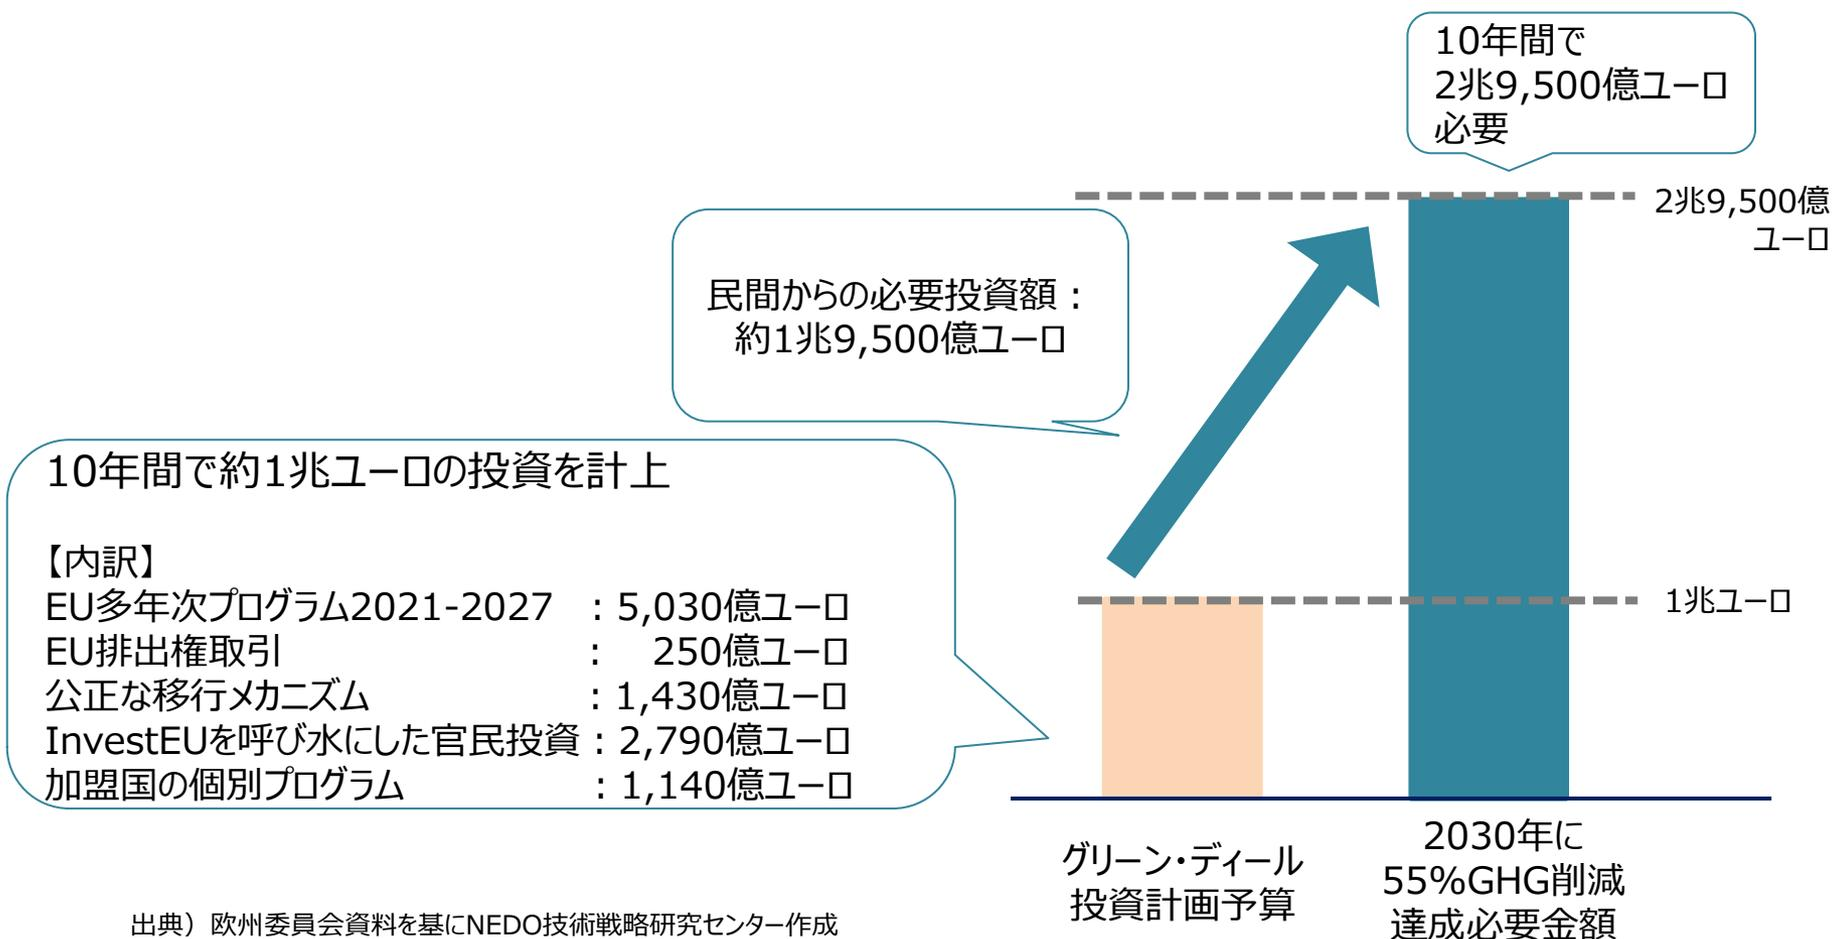 10年間で
2兆9,500億ユーロ
必要
2兆9,500億
ユーロ
民間からの必要投資額：
約1兆9,500億ユーロ
10年間で約1兆ユーロの投資を計上
【内訳】
EU多年次プログラム2021-2027　：5,030億ユーロ
EU排出権取引　：　250億ユーロ
公正な移行メカニズム　：1,430億ユーロ
InvestEUを呼び水にした官民投資：2,790億ユーロ
加盟国の個別プログラム　：1,140億ユーロ
1兆ユーロ
グリーン・ディール
投資計画予算
2030年に
55%GHG削減
達成必要金額
出典）欧州委員会資料を基にNEDO技術戦略研究センター作成